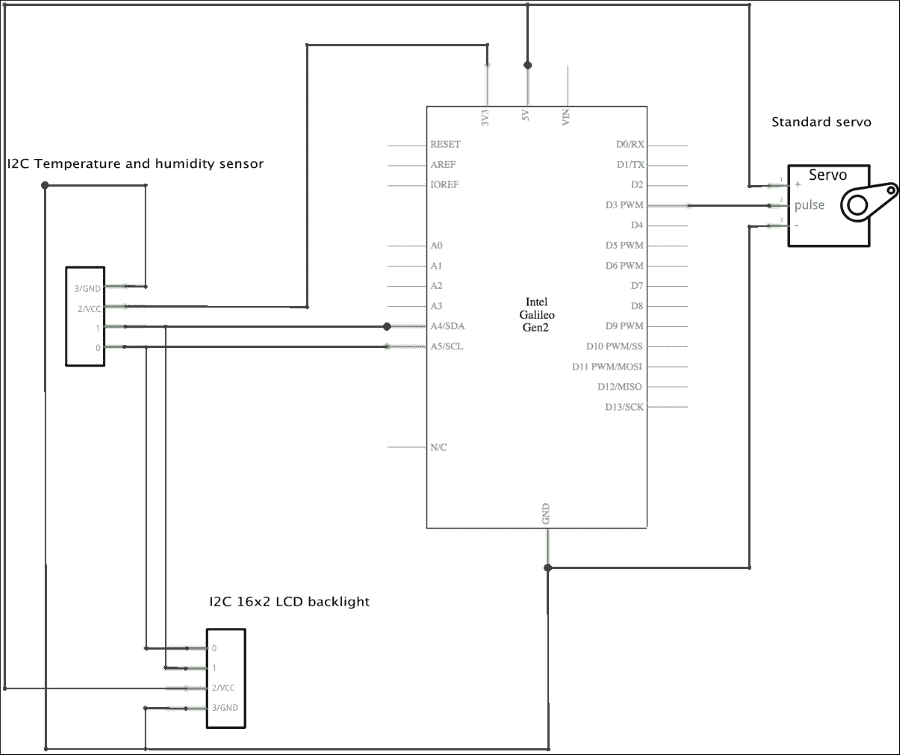 3V3
5V
VIN
Standard servo
I2C Temperature and humidity sensor
RESET
AREF
IOREF
A0
A1
A2
A3
A4/SDA
A5/SCL
N/C
D0/RX
D1/TX
D2
D3 PWM
D4
D5 PWM
D6 PWM
D7
D8
D9 PWM
D10 PWM/SS
D11 PWM/MOSI
D12/MISO
D13/SCK
Intel
Galileo
Gen2
GND
Servo
1
+
2
pulse
3
-
3/GND
2/VCC
1
0
I2C 16x2 LCD backlight
0
1
2/VCC
3/GND